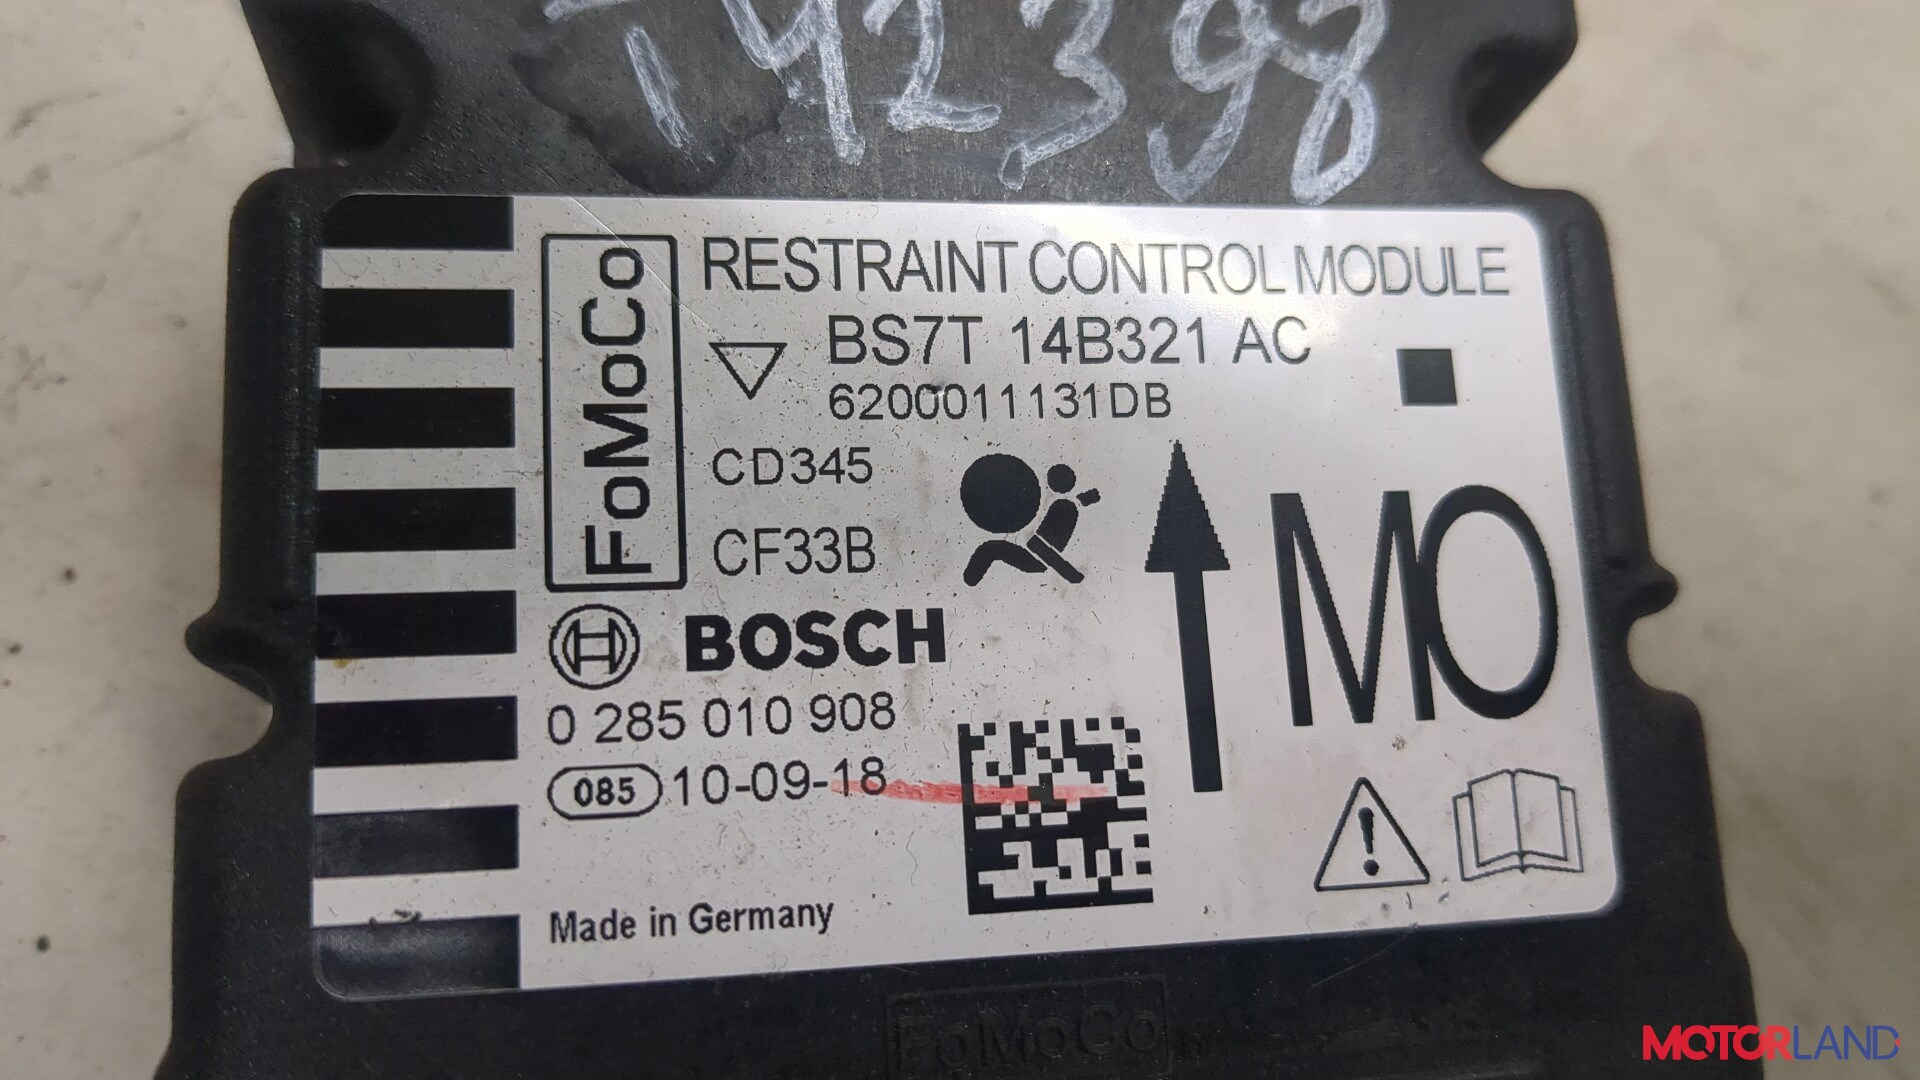 T42398
RESTRAINT CONTROL MODULE
FoMoCo
BS7T 14B321 AC
6200011131DB
CD345
CF33B
MO
BOSCH
0 285 010 908
085 10-09-18
Made in Germany
FoMoCo
MOTORLAND